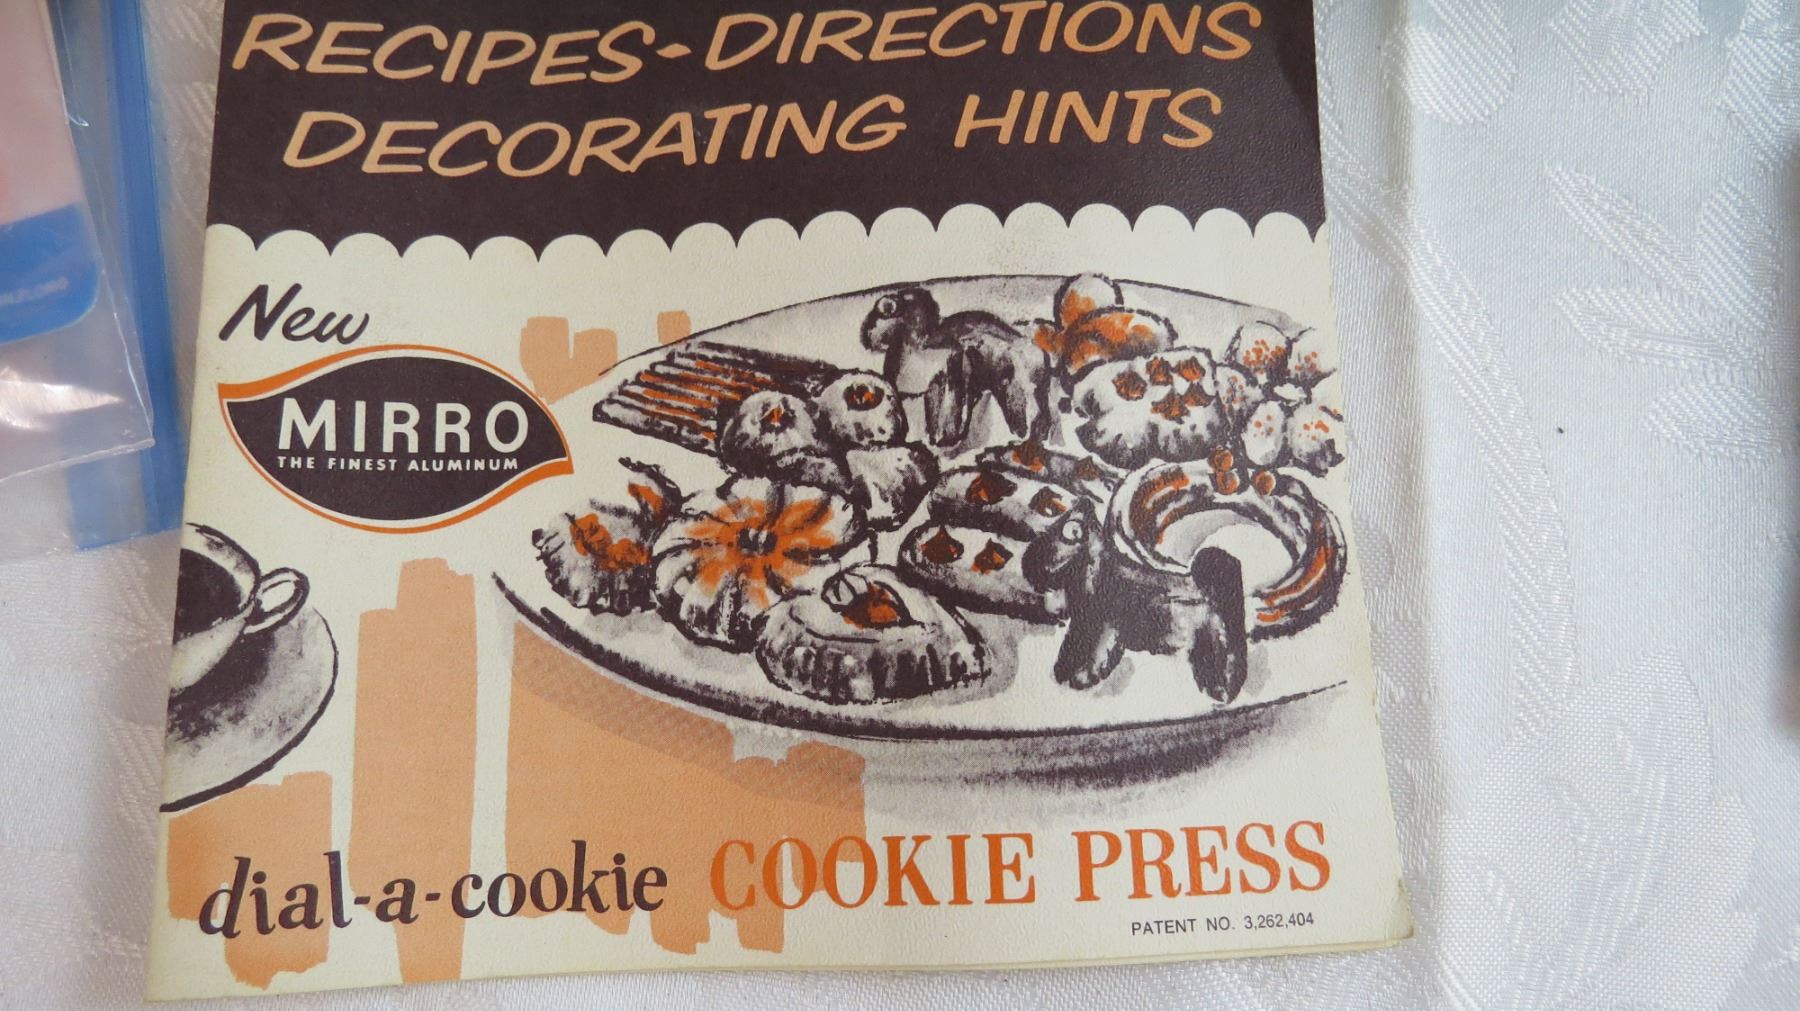 RECIPES-DIRECTIONS
DECORATING HINTS
New
MIRRO
THE FINEST ALUMINUM
dial-a-cookie COOKIE PRESS
PATENT NO. 3,262,404